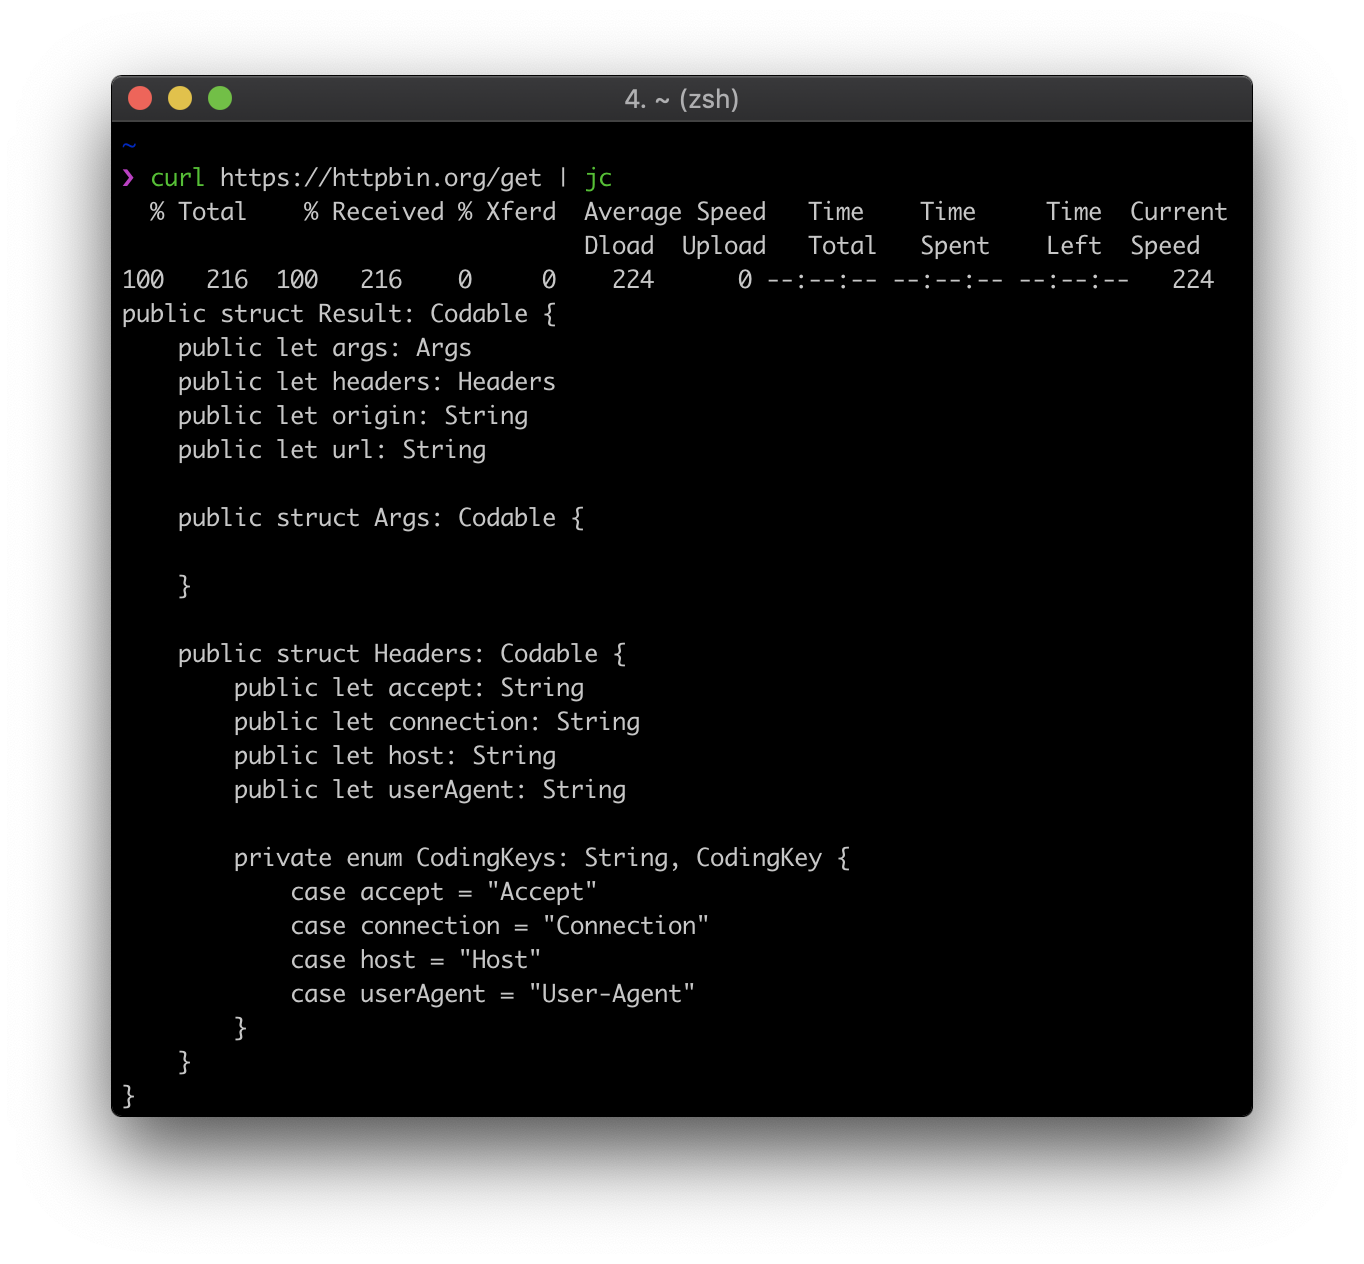 4. ~ (zsh)
~
❯ curl https://httpbin.org/get | jc
  % Total    % Received % Xferd  Average Speed   Time    Time     Time  Current
                                 Dload  Upload   Total   Spent    Left  Speed
100   216  100   216    0     0    224      0 --:--:-- --:--:-- --:--:--   224
public struct Result: Codable {
    public let args: Args
    public let headers: Headers
    public let origin: String
    public let url: String

    public struct Args: Codable {

    }

    public struct Headers: Codable {
        public let accept: String
        public let connection: String
        public let host: String
        public let userAgent: String

        private enum CodingKeys: String, CodingKey {
            case accept = "Accept"
            case connection = "Connection"
            case host = "Host"
            case userAgent = "User-Agent"
        }
    }
}